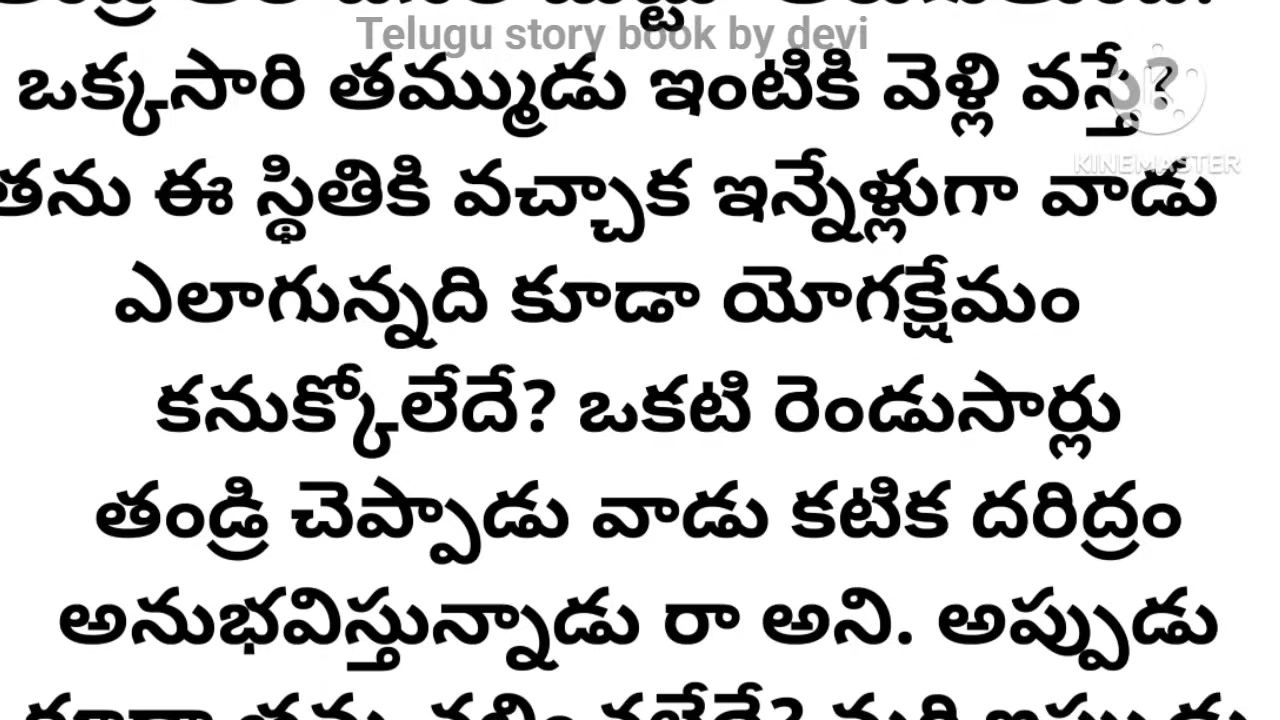 Telugu story book by devi
ఒక్కసారి తమ్ముడు ఇంటికి వెళ్లి వస్తే?
KINEMASTER
తను ఈ స్థితికి వచ్చాక ఇన్నేళ్లుగా వాడు
ఎలాగున్నది కూడా యోగక్షేమం
కనుక్కోలేదే? ఒకటి రెండుసార్లు
తండ్రి చెప్పాడు వాడు కటిక దరిద్రం
అనుభవిస్తున్నాడు రా అని. అప్పుడు